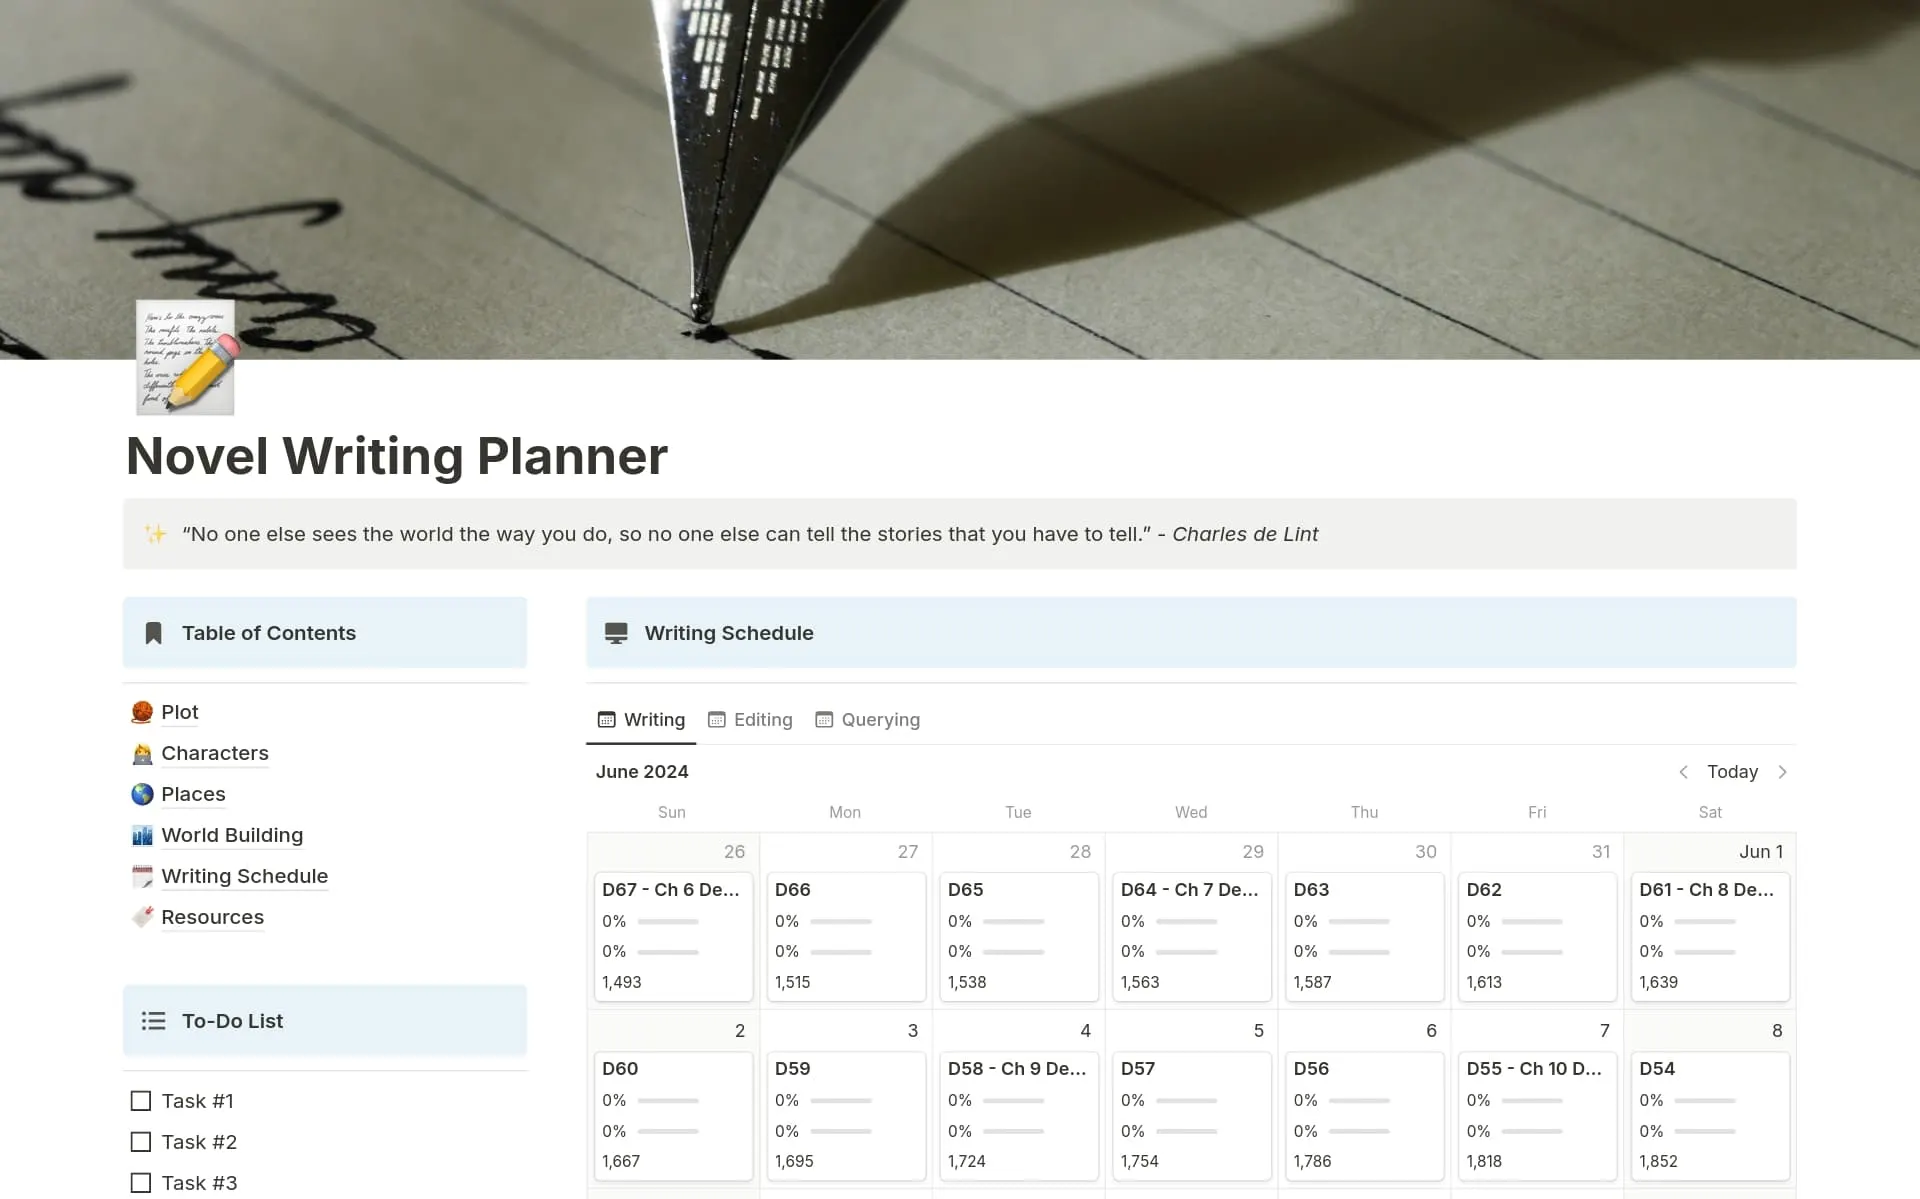 Novel Writing Planner
“No one else sees the world the way you do, so no one else can tell the stories that you have to tell.” - Charles de Lint
Table of Contents
Plot
Characters
Places
World Building
Writing Schedule
Resources
To-Do List
Task #1
Task #2
Task #3
Writing Schedule
Writing Editing Querying
June 2024 Today
Sun Mon Tue Wed Thu Fri Sat
26 27 28 29 30 31 Jun 1
D67 - Ch 6 De... D66 D65 D64 - Ch 7 De... D63 D62 D61 - Ch 8 De...
0% 0% 0% 0% 0% 0% 0%
0% 0% 0% 0% 0% 0% 0%
1,493 1,515 1,538 1,563 1,587 1,613 1,639
2 3 4 5 6 7 8
D60 D59 D58 - Ch 9 De... D57 D56 D55 - Ch 10 D... D54
0% 0% 0% 0% 0% 0% 0%
0% 0% 0% 0% 0% 0% 0%
1,667 1,695 1,724 1,754 1,786 1,818 1,852